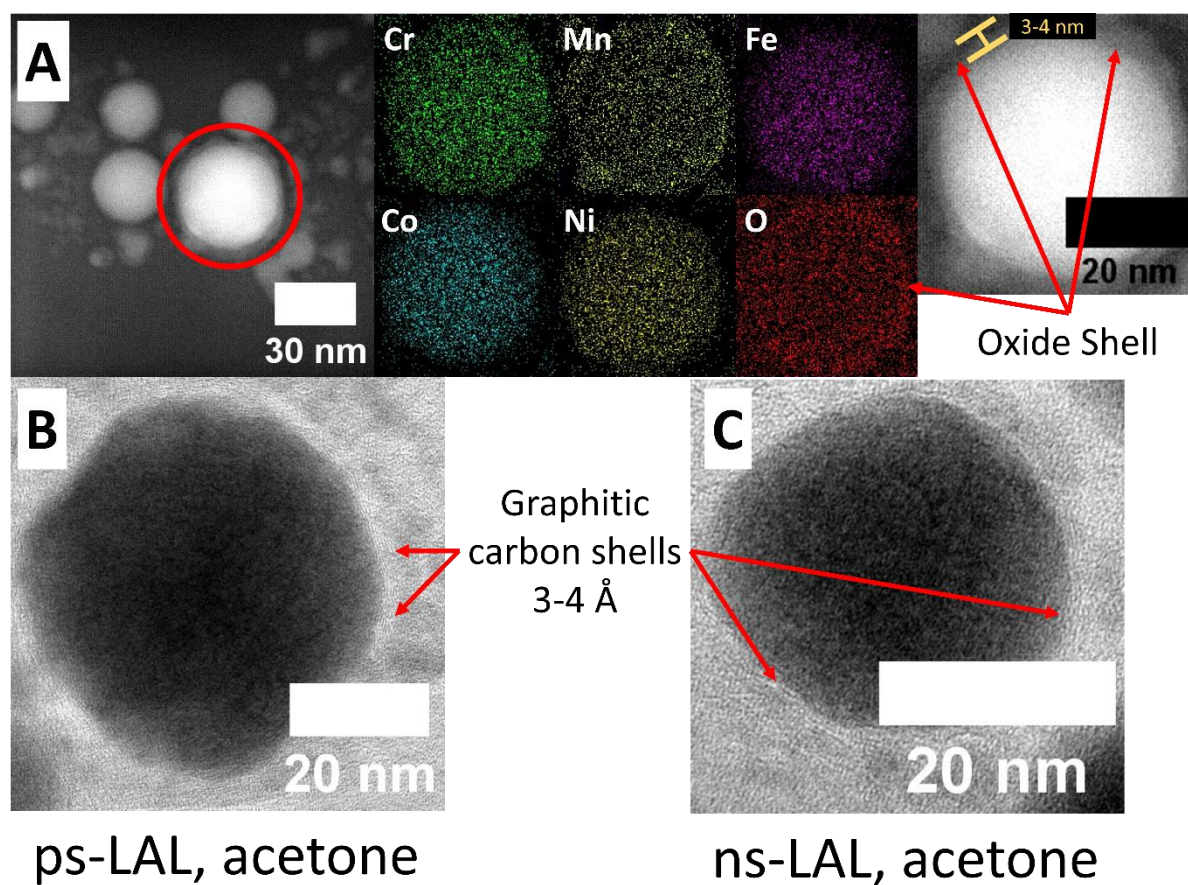 A
30 nm
Cr
Mn
Fe
Co
Ni
O
3-4 nm
20 nm
Oxide Shell
B
20 nm
Graphitic
carbon shells
3-4 Å
C
20 nm
ps-LAL, acetone
ns-LAL, acetone